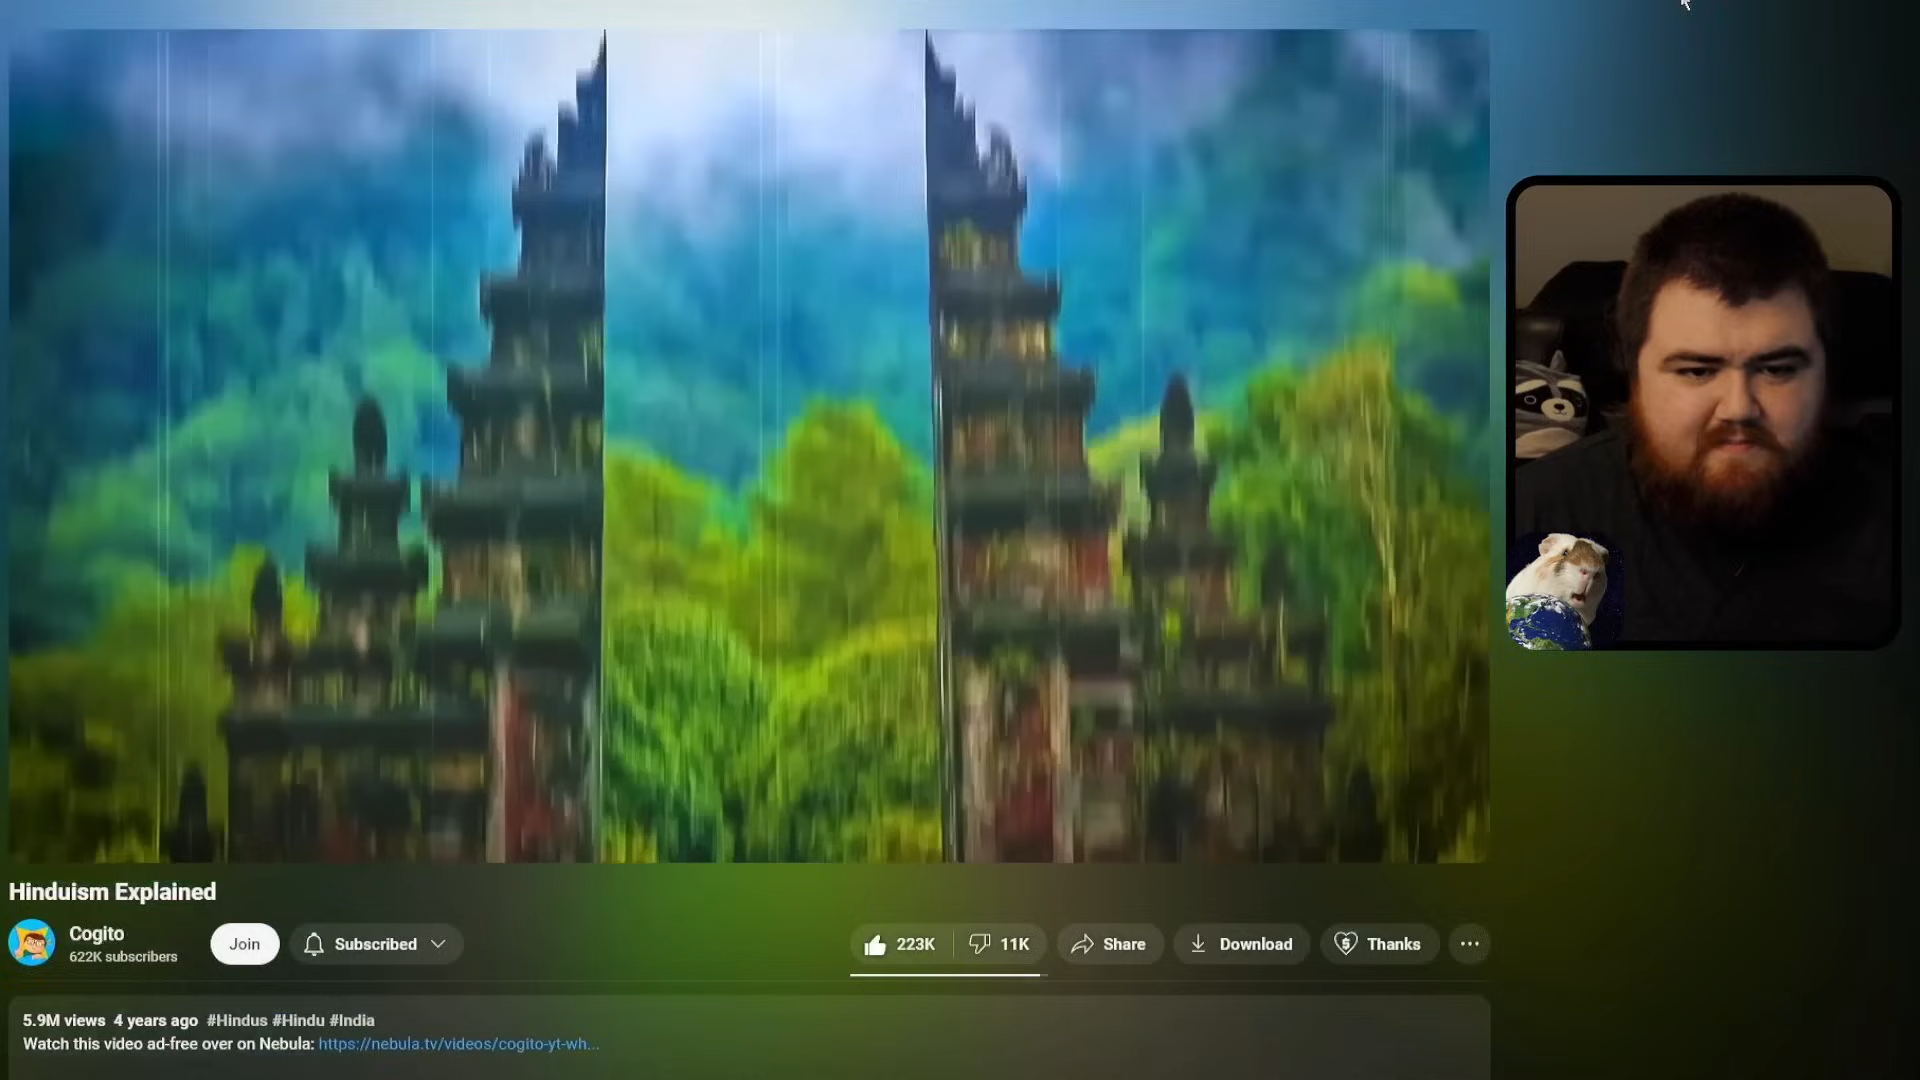 Hinduism Explained
Cogito
622K subscribers
Join
Subscribed
223K
11K
Share
Download
Thanks
5.9M views 4 years ago #Hindus #Hindu #India
Watch this video ad-free over on Nebula: https://nebula.tv/videos/cogito-yt-wh...